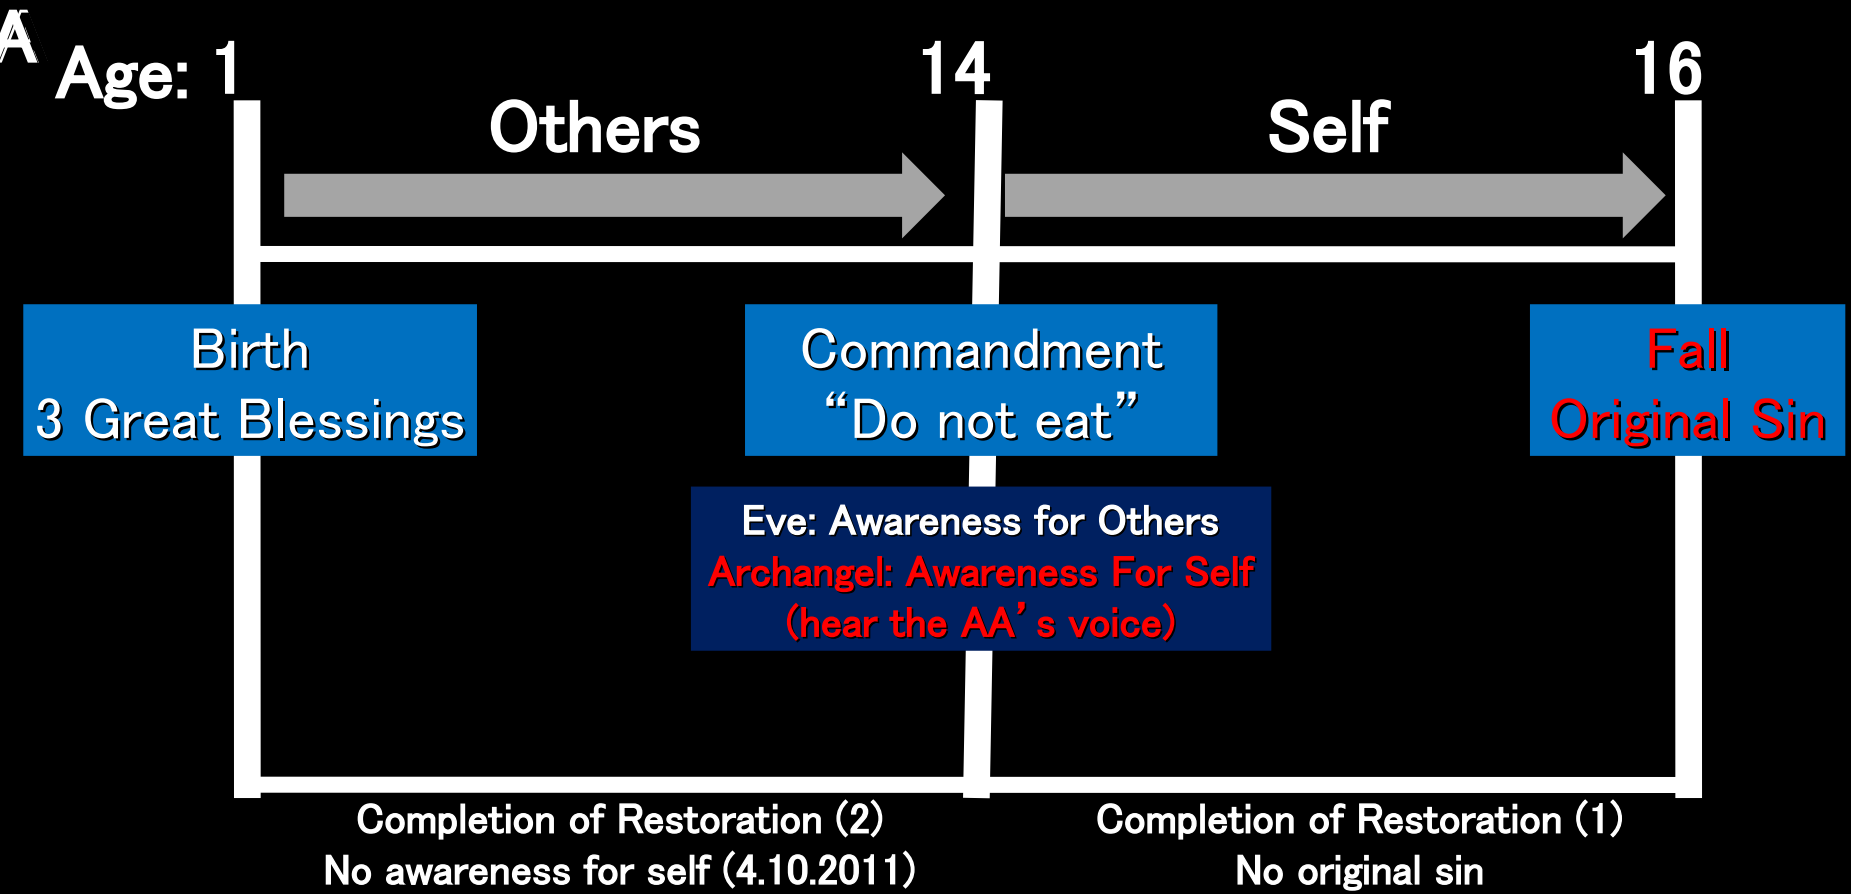 A
Age: 1
14
16
Others
Self
Birth
3 Great Blessings
Commandment
“Do not eat”
Fall
Original Sin
Eve: Awareness for Others
Archangel: Awareness For Self
(hear the AA’s voice)
Completion of Restoration (2)
No awareness for self (4.10.2011)
Completion of Restoration (1)
No original sin